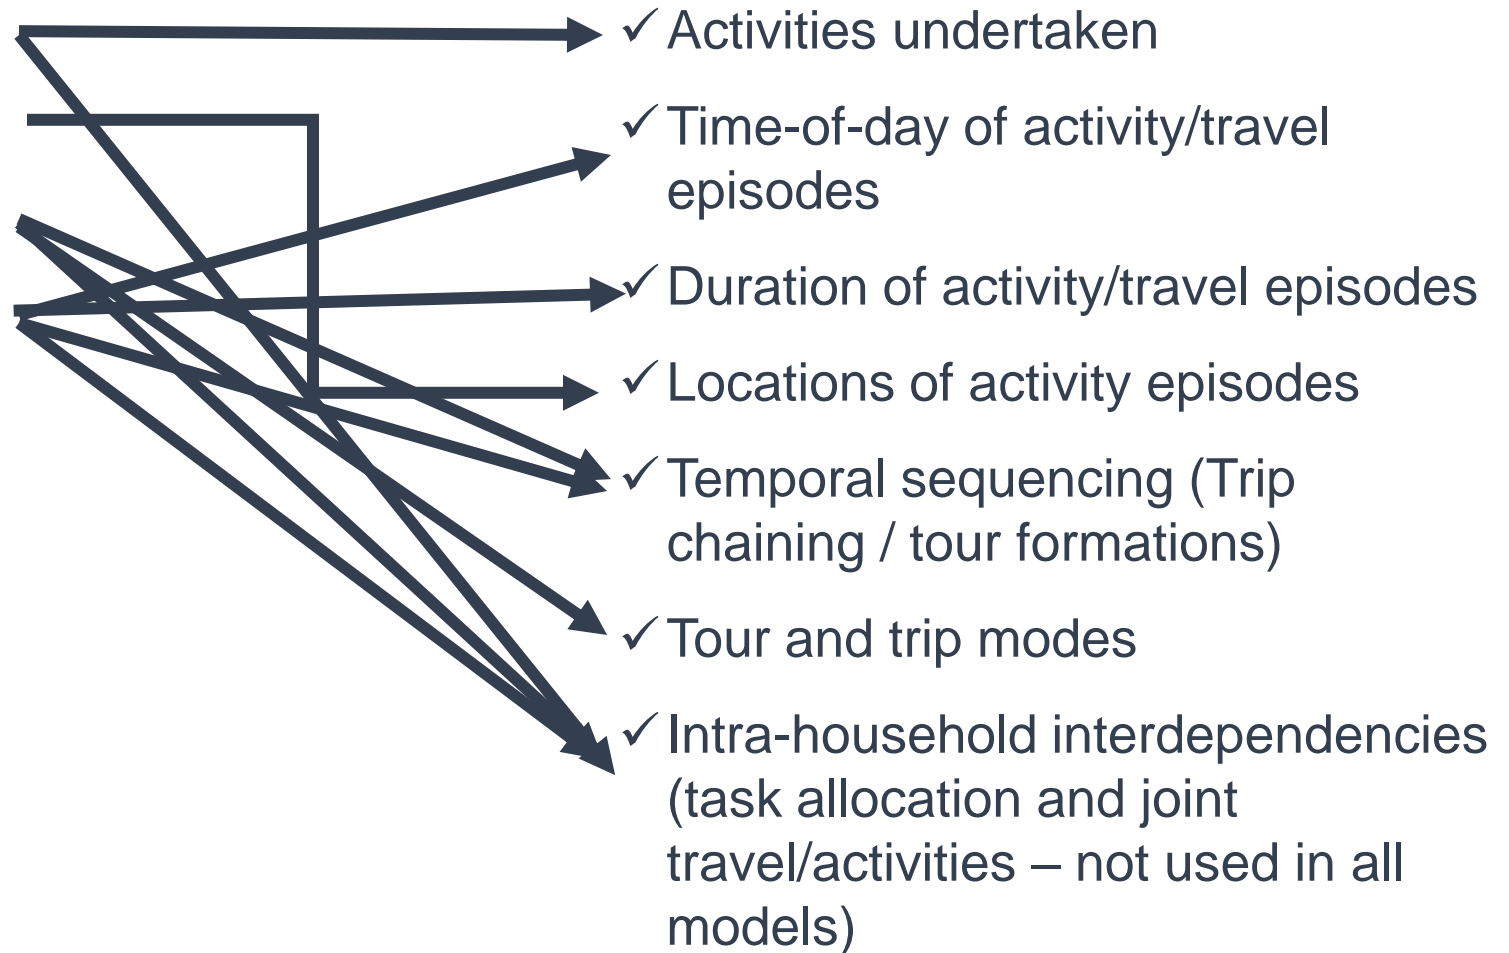 ✓ Activities undertaken
✓ Time-of-day of activity/travel
episodes
✓ Duration of activity/travel episodes
✓ Locations of activity episodes
✓ Temporal sequencing (Trip
chaining / tour formations)
✓ Tour and trip modes
✓ Intra-household interdependencies
(task allocation and joint
travel/activities – not used in all
models)